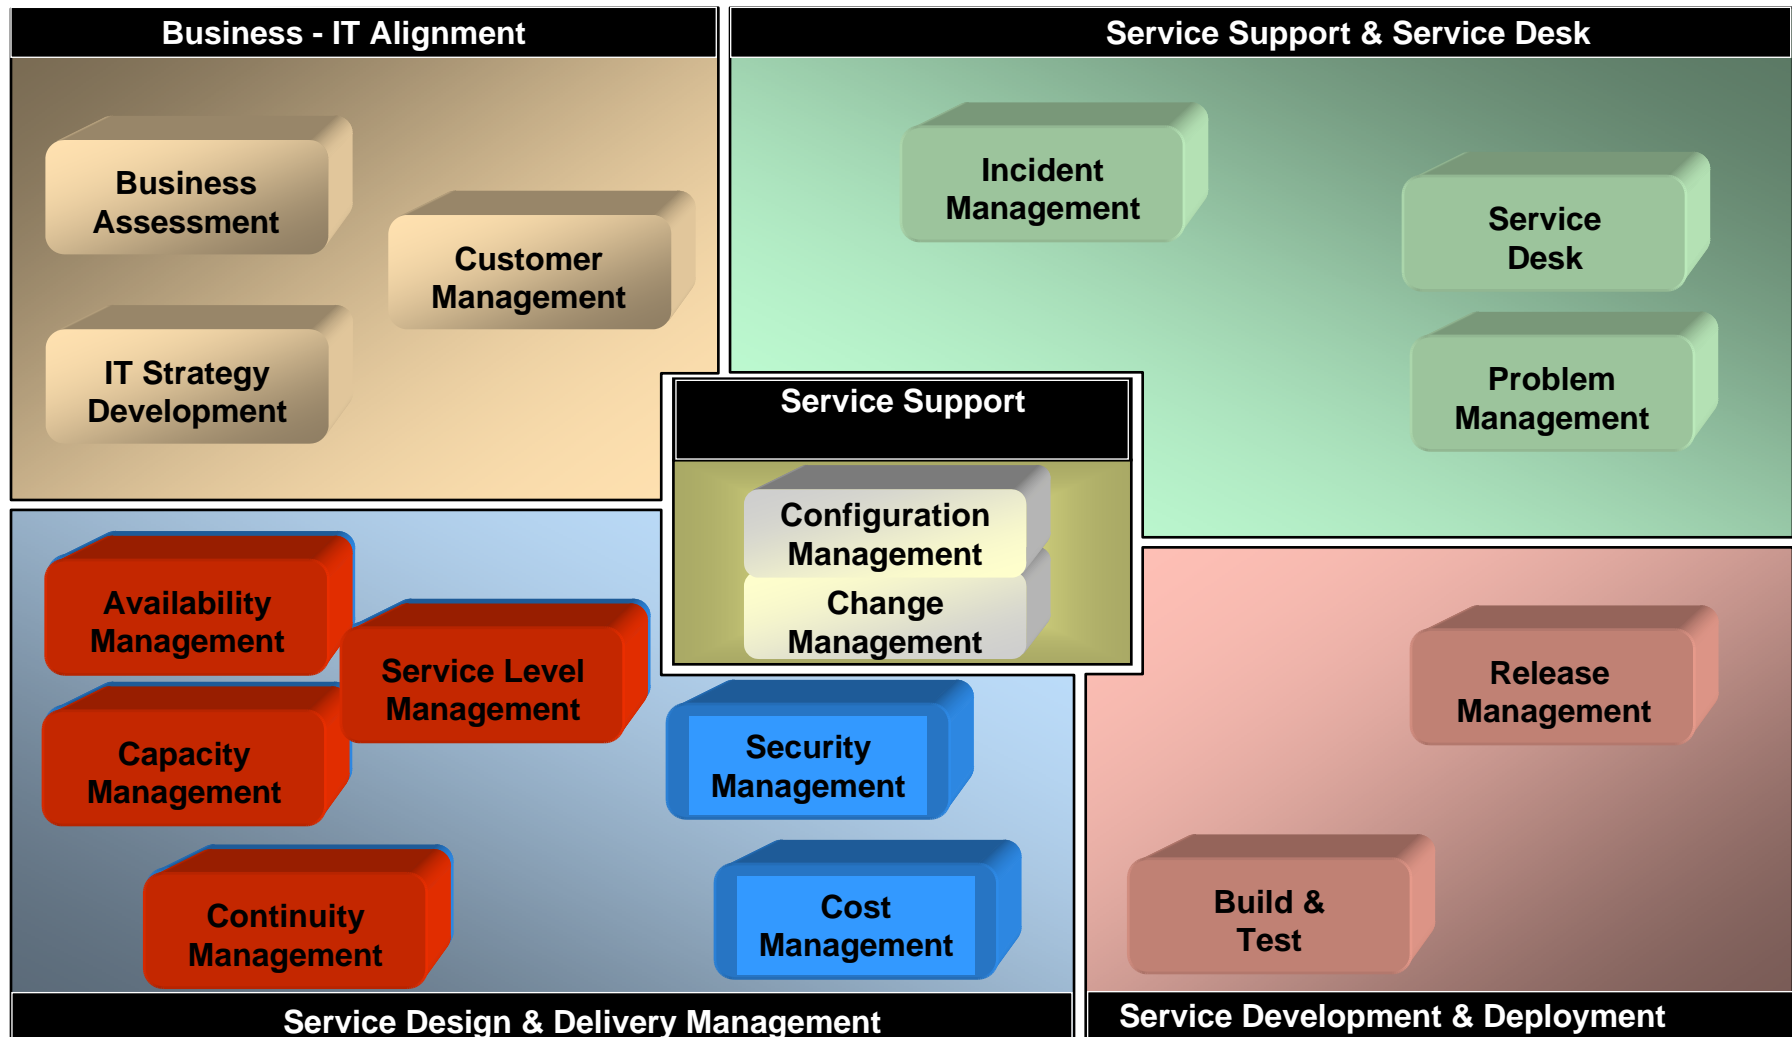 Business - IT Alignment
Business
Assessment
Customer
Management
IT Strategy
Development
Service Support & Service Desk
Incident
Management
Service
Desk
Problem
Management
Service Support
Configuration
Management
Change
Management
Availability
Management
Service Level
Management
Capacity
Management
Security
Management
Continuity
Management
Cost
Management
Service Design & Delivery Management
Release
Management
Build &
Test
Service Development & Deployment